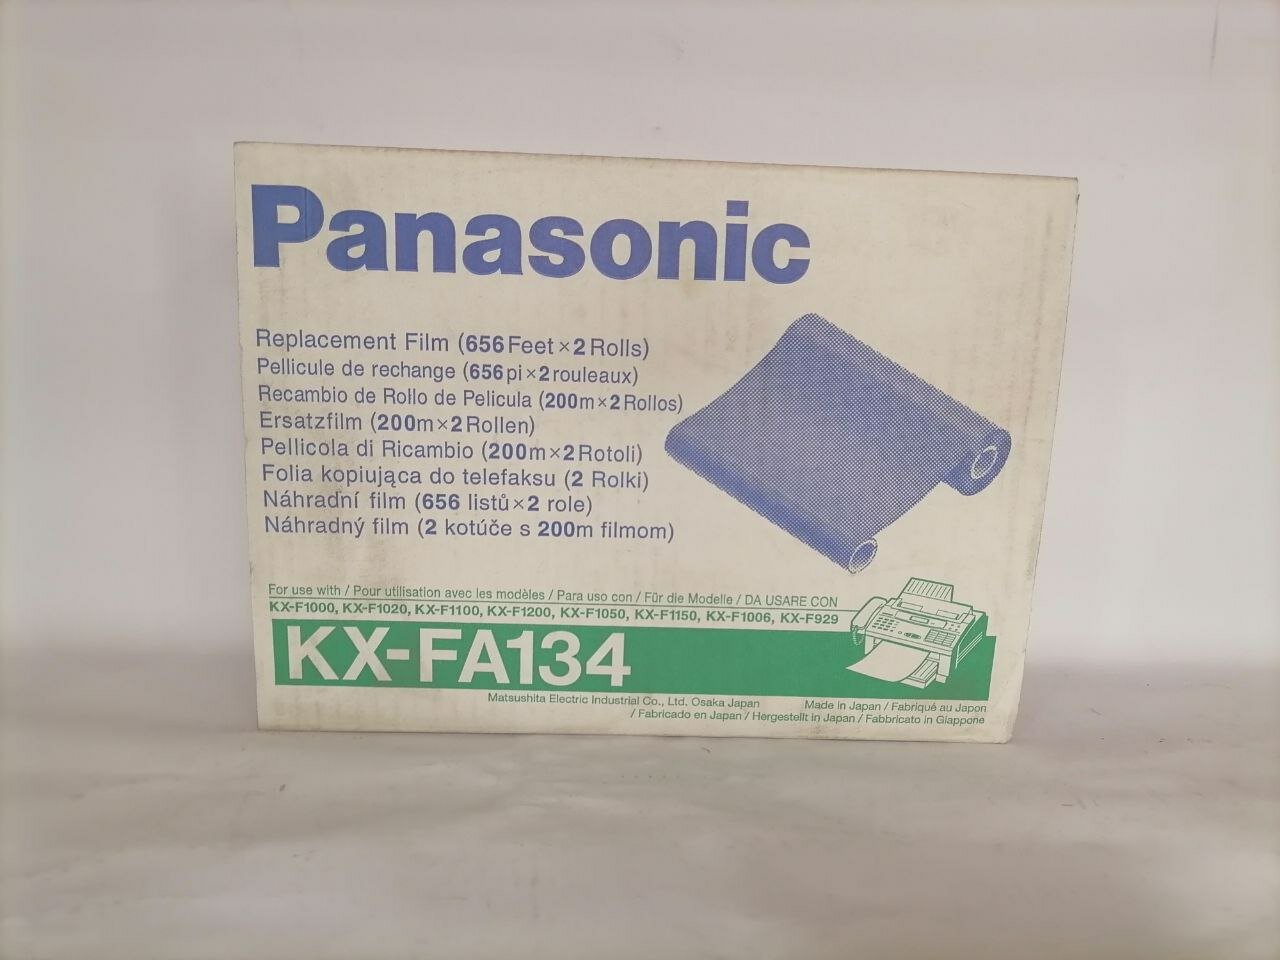 Panasonic
Replacement Film (656 Feet × 2 Rolls)
Pellicule de rechange (656 pi × 2 rouleaux)
Recambio de Rollo de Pelicula (200m × 2 Rollos)
Ersatzfilm (200m × 2 Rollen)
Pellicola di Ricambio (200m × 2 Rotoli)
Folia kopiująca do telefaksu (2 Rolki)
Náhradní film (656 listů × 2 role)
Náhradný film (2 kotúče s 200m filmom)
For use with / Pour utilisation avec les modèles / Para uso con / Für die Modelle / DA USARE CON
KX-F1000, KX-F1020, KX-F1100, KX-F1200, KX-F1050, KX-F1150, KX-F1006, KX-F929
KX-FA134
Matsushita Electric Industrial Co., Ltd. Osaka Japan Made in Japan / Fabriqué au Japon
/ Fabricado en Japan / Hergestellt in Japan / Fabbricato in Giappone